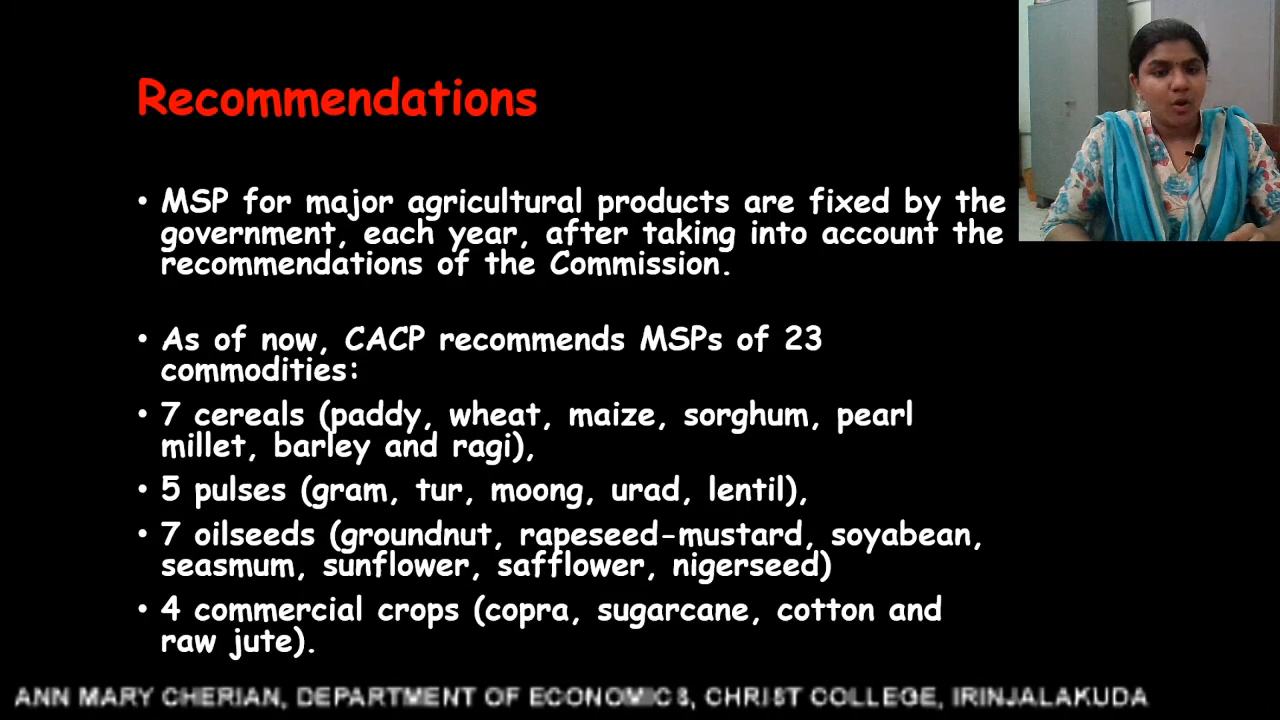 Recommendations
• MSP for major agricultural products are fixed by the
government, each year, after taking into account the
recommendations of the Commission.
• As of now, CACP recommends MSPs of 23
commodities:
• 7 cereals (paddy, wheat, maize, sorghum, pearl
millet, barley and ragi),
• 5 pulses (gram, tur, moong, urad, lentil),
• 7 oilseeds (groundnut, rapeseed-mustard, soyabean,
seasmum, sunflower, safflower, nigerseed)
• 4 commercial crops (copra, sugarcane, cotton and
raw jute).
ANN MARY CHERIAN, DEPARTMENT OF ECONOMICS, CHRIST COLLEGE, IRINJALAKUDA